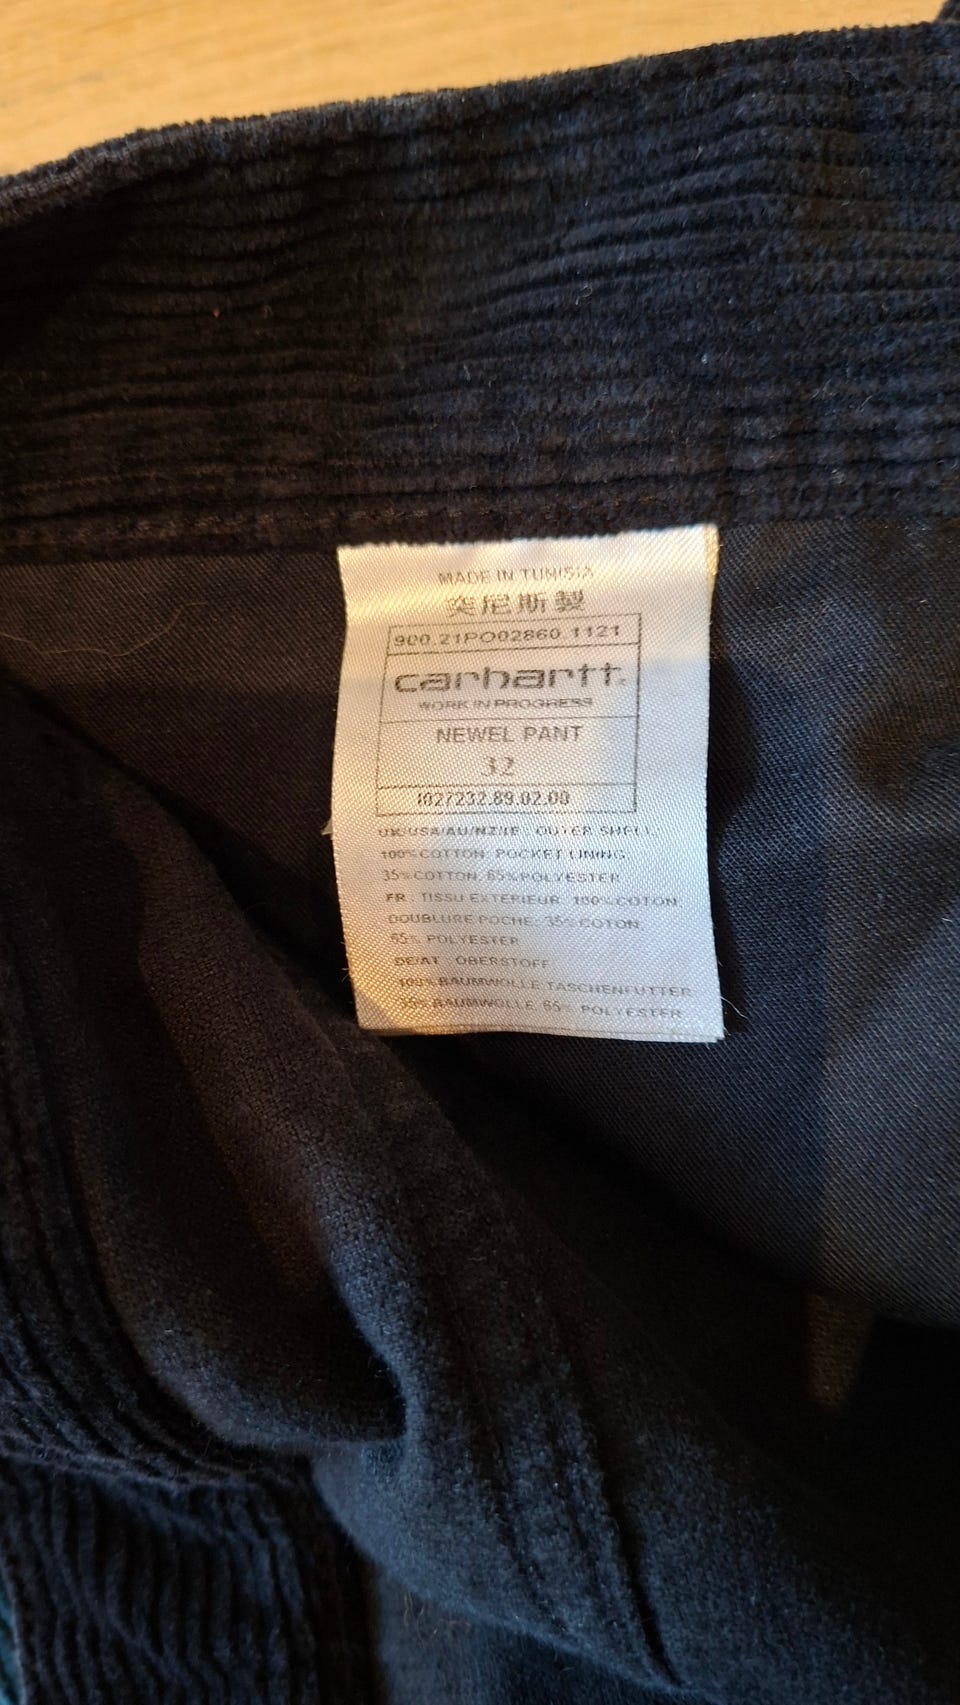 MADE IN TUNISIA
突尼斯製
900.21PO02860.1121
carhartt.
WORK IN PROGRESS
NEWEL PANT
32
I027232.89.02.00
UK/USA/AU/NZ/IE : OUTER SHELL:
100% COTTON. POCKET LINING:
35% COTTON, 65% POLYESTER
FR : TISSU EXTERIEUR: 100% COTON.
DOUBLURE POCHE: 35% COTON,
65% POLYESTER
DE/AT : OBERSTOFF
100% BAUMWOLLE.TASCHENFUTTER
35% BAUMWOLLE, 65% POLYESTER